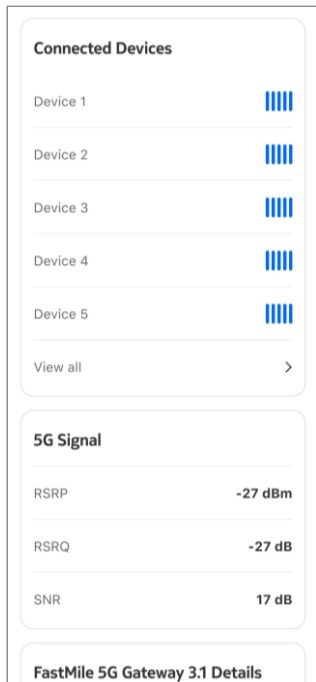 Connected Devices
Device 1
Device 2
Device 3
Device 4
Device 5
View all
5G Signal
RSRP -27 dBm
RSRQ -27 dB
SNR 17 dB
FastMile 5G Gateway 3.1 Details